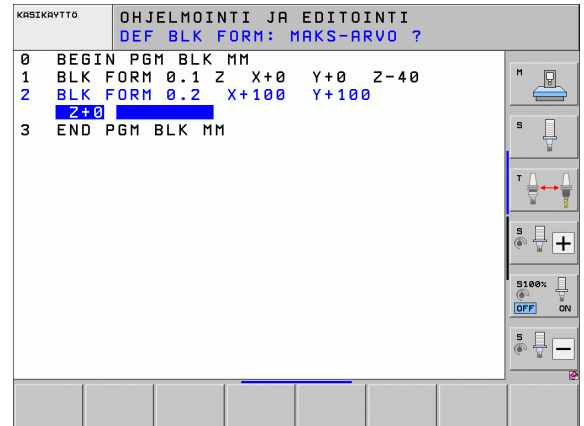 KÄSIKÄYTTÖ
OHJELMOINTI JA EDITOINTI
DEF BLK FORM: MAKS-ARVO ?
0 BEGIN PGM BLK MM
1 BLK FORM 0.1 Z X+0 Y+0 Z-40
2 BLK FORM 0.2 X+100 Y+100
Z+0
3 END PGM BLK MM
M
S
T
S
+
S100%
OFF ON
S
−